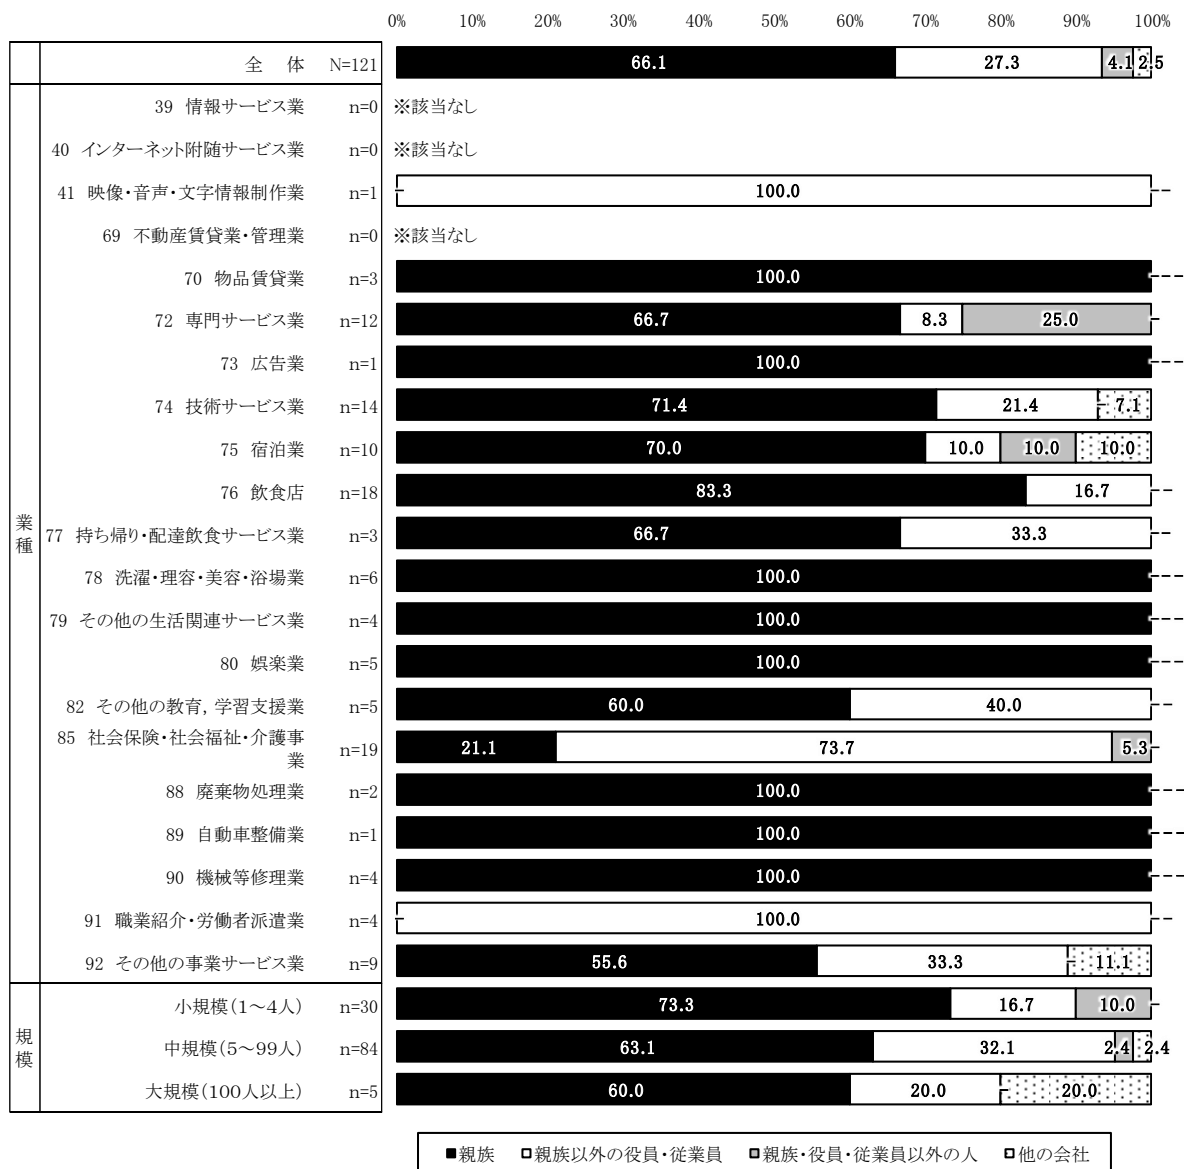 0% 10% 20% 30% 40% 50% 60% 70% 80% 90% 100%
全 体 N=121 66.1 27.3 4.1 2.5
業種
39 情報サービス業 n=0 ※該当なし
40 インターネット附随サービス業 n=0 ※該当なし
41 映像・音声・文字情報制作業 n=1 100.0
69 不動産賃貸業・管理業 n=0 ※該当なし
70 物品賃貸業 n=3 100.0
72 専門サービス業 n=12 66.7 8.3 25.0
73 広告業 n=1 100.0
74 技術サービス業 n=14 71.4 21.4 7.1
75 宿泊業 n=10 70.0 10.0 10.0 10.0
76 飲食店 n=18 83.3 16.7
77 持ち帰り・配達飲食サービス業 n=3 66.7 33.3
78 洗濯・理容・美容・浴場業 n=6 100.0
79 その他の生活関連サービス業 n=4 100.0
80 娯楽業 n=5 100.0
82 その他の教育, 学習支援業 n=5 60.0 40.0
85 社会保険・社会福祉・介護事
業 n=19 21.1 73.7 5.3
88 廃棄物処理業 n=2 100.0
89 自動車整備業 n=1 100.0
90 機械等修理業 n=4 100.0
91 職業紹介・労働者派遣業 n=4 100.0
92 その他の事業サービス業 n=9 55.6 33.3 11.1
規模
小規模(1～4人) n=30 73.3 16.7 10.0
中規模(5～99人) n=84 63.1 32.1 2.4 2.4
大規模(100人以上) n=5 60.0 20.0 20.0
親族 親族以外の役員・従業員 親族・役員・従業員以外の人 他の会社